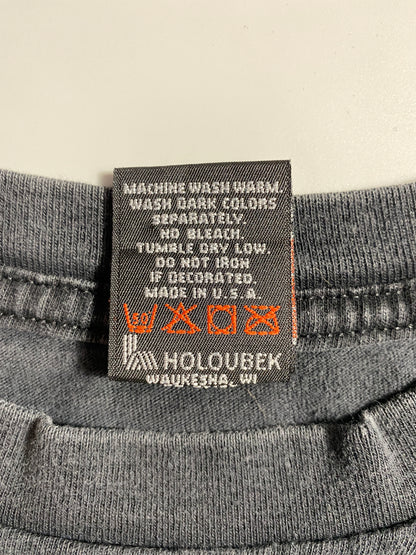 MACHINE WASH WARM.
WASH DARK COLORS
SEPARATELY.
NO BLEACH.
TUMBLE DRY LOW.
DO NOT IRON
IF DECORATED.
MADE IN U.S.A.
50
HOLOUBEK
WAUKESHA, WI